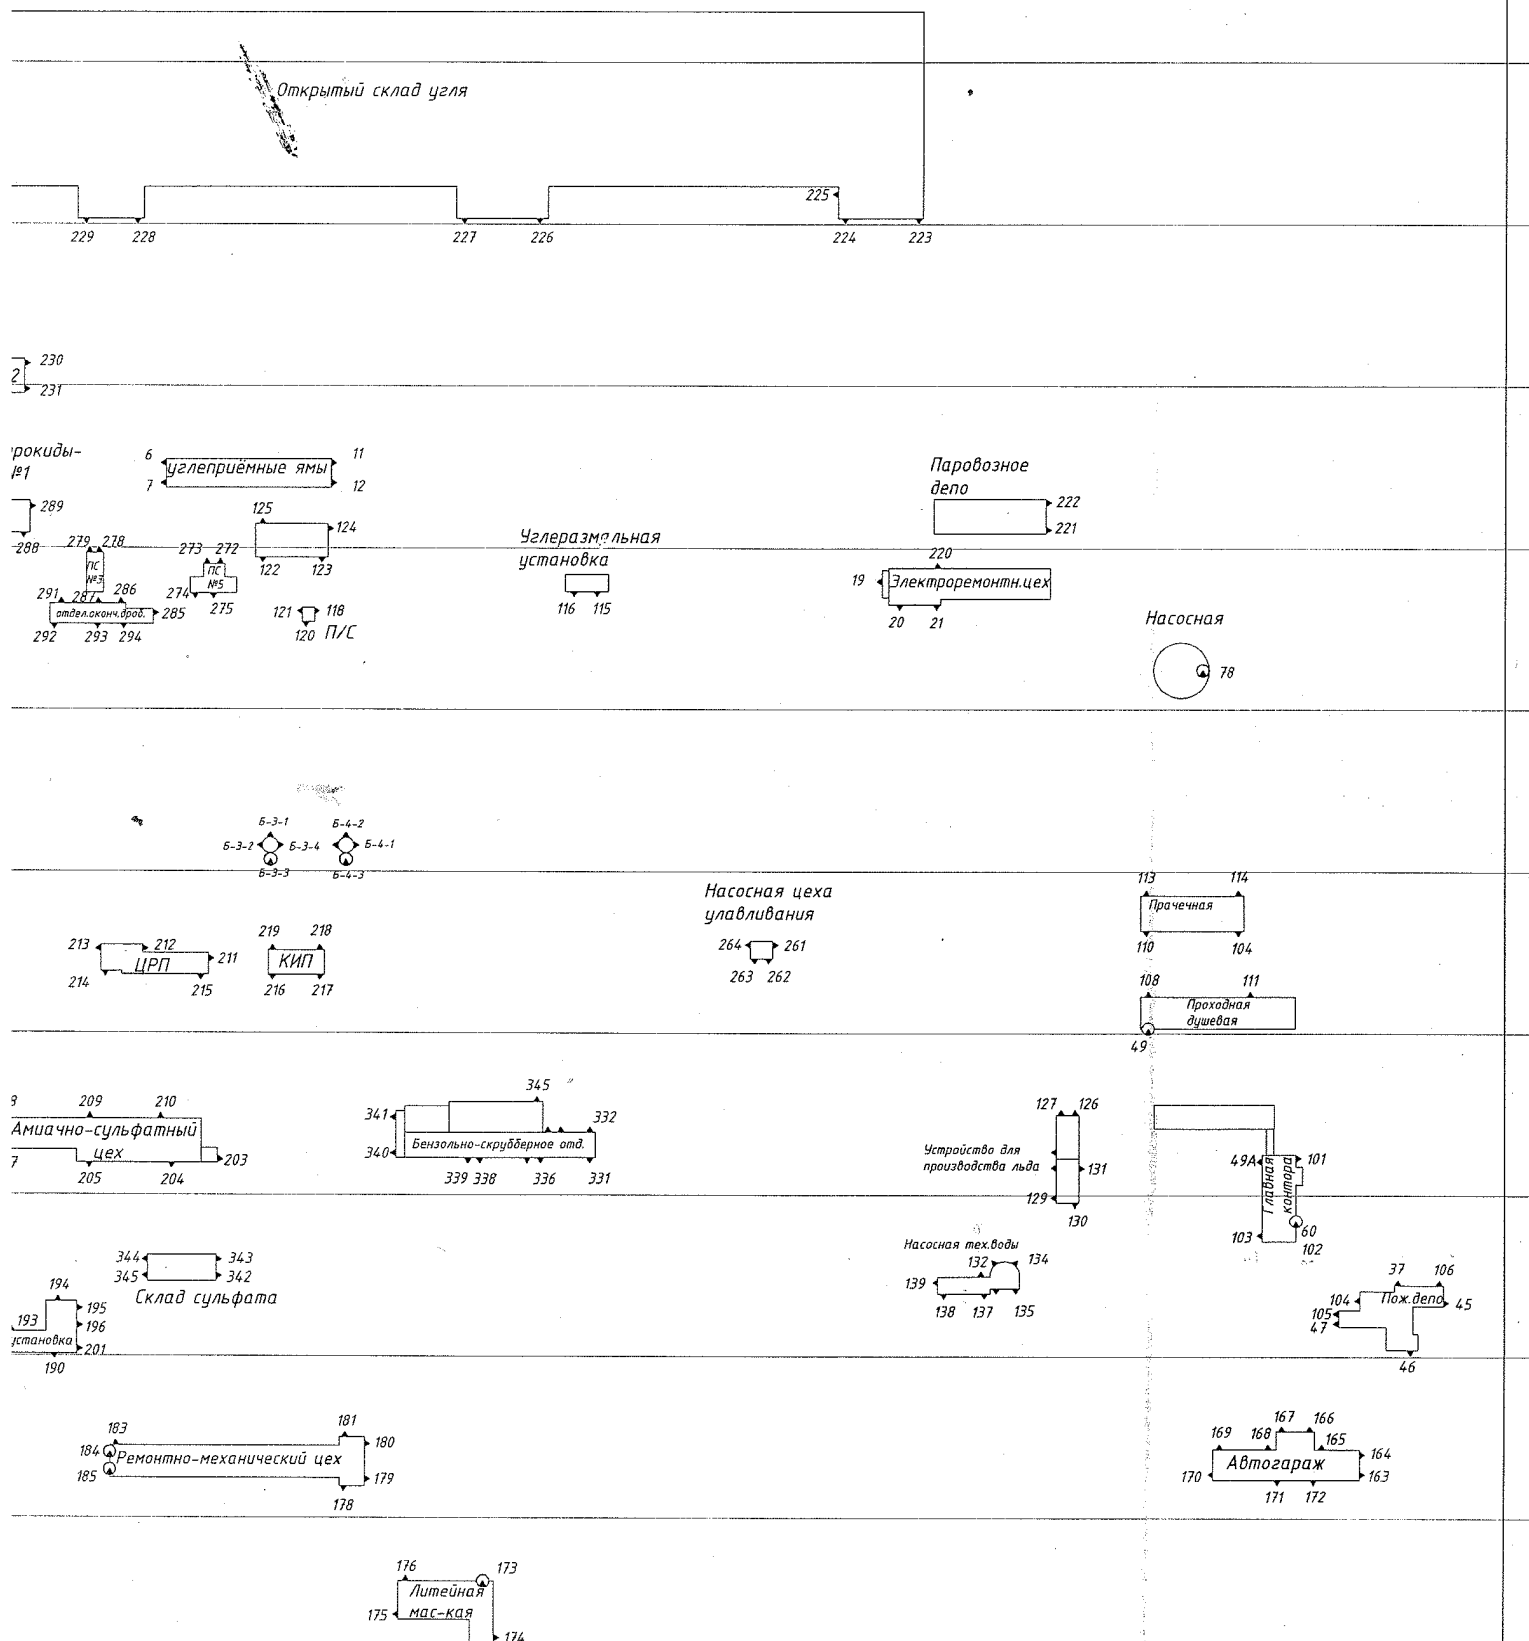 Открытый склад угля
225
229 228 227 226 224 223
230
2
231
рокиды-
№1
6 углеприёмные ямы 11
7 12
Паровозное
депо
222
221
289
288
125
124
122 123
279 278
ПС
№3
273 272
ПС
№5
274
275
Углеразмольная
установка
116 115
220
19 Электроремонтн.цех
20 21
291 287 286
отдел.оконч.дроб. 285
292 293 294
121 118
120 П/С
Насосная
78
Б-3-1 Б-4-2
Б-3-2 Б-3-4 Б-4-1
Б-3-3 Б-4-3
Насосная цеха
улавливания
264 261
263 262
113 114
Прачечная
110 104
213 212
ЦРП 211
214 215
219 218
КИП
216 217
108 111
Проходная
душевая
49
8 209 210
Амиачно-сульфатный
цех
7 205 204 203
345
341 332
Бензольно-скрубберное отд.
340
339 338 336 331
127 126
Устройство для
производства льда 131
129
130
49А 101
Главная
контора
60
103 102
344 343
345 342
Склад сульфата
Насосная тех.воды
132 134
139
138 137 135
37 106
104 Пож.депо 45
105
47
46
194
193 195
196
установка 201
190
183 181
184 Ремонтно-механический цех 180
185 179
178
167 166
169 168 165
Автогараж 164
170 163
171 172
176 173
Литейная
175 мас-кая
174